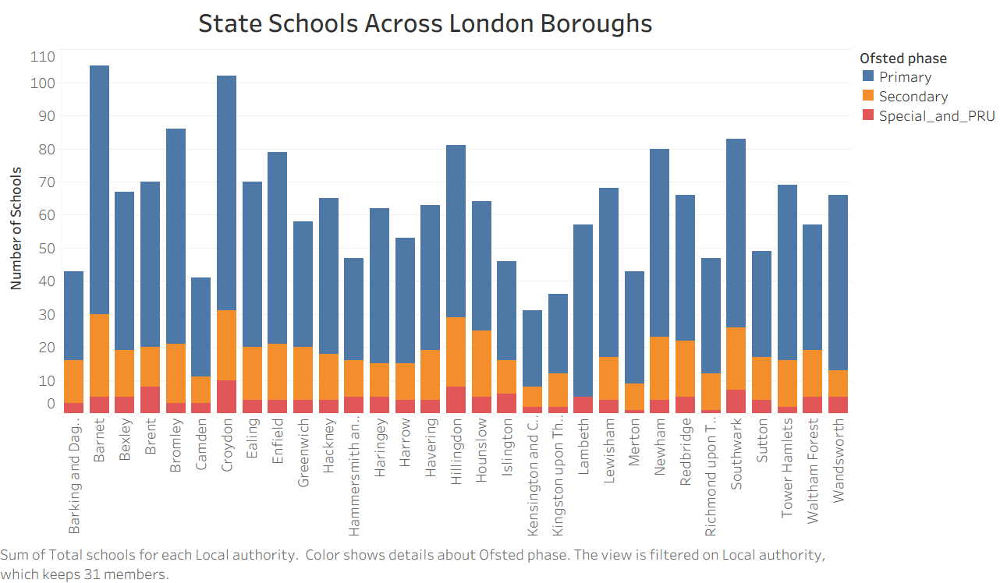 State Schools Across London Boroughs
Number of Schools
110
100
90
80
70
60
50
40
30
20
10
0
Barking and Dag..
Barnet
Bexley
Brent
Bromley
Camden
Croydon
Ealing
Enfield
Greenwich
Hackney
Hammersmith an..
Haringey
Harrow
Havering
Hillingdon
Hounslow
Islington
Kensington and C..
Kingston upon Th..
Lambeth
Lewisham
Merton
Newham
Redbridge
Richmond upon T..
Southwark
Sutton
Tower Hamlets
Waltham Forest
Wandsworth
Ofsted phase
Primary
Secondary
Special_and_PRU
Sum of Total schools for each Local authority.  Color shows details about Ofsted phase. The view is filtered on Local authority,
which keeps 31 members.